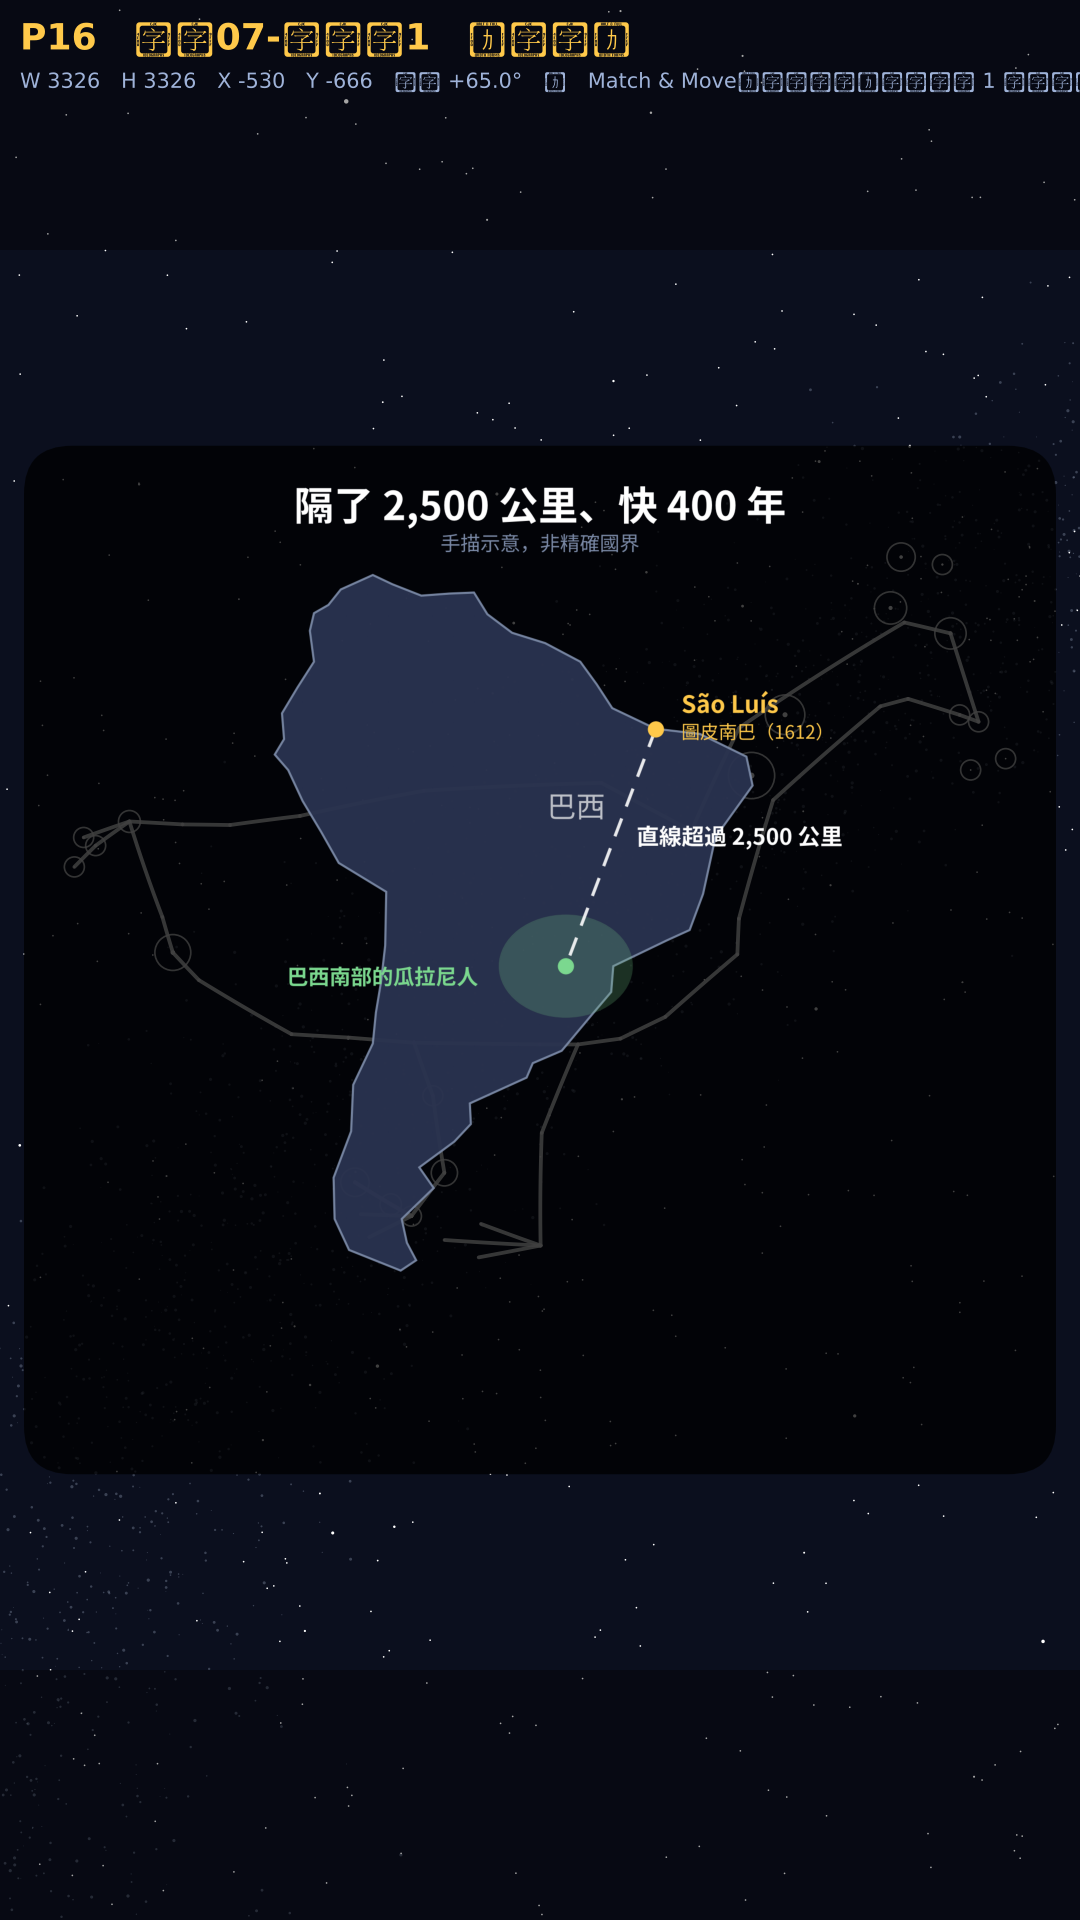 P16 07- 1
W 3326 H 3326 X -530 Y -666 +65.0° Match & Move 1
隔了 2,500 公里、快 400 年
手描示意，非精確國界
São Luís
圖皮南巴（1612）
巴西
直線超過 2,500 公里
巴西南部的瓜拉尼人